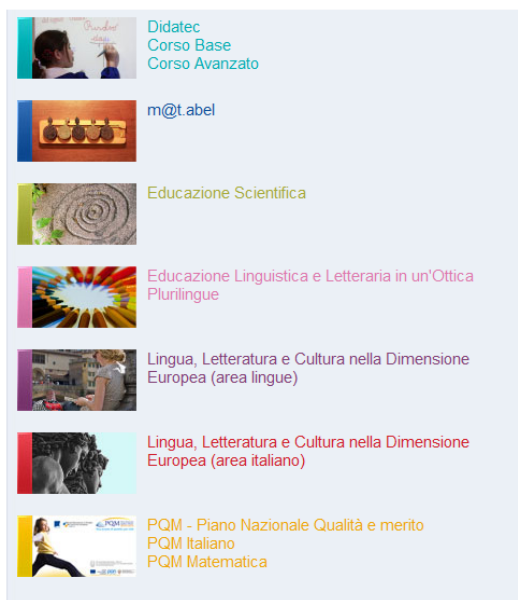 Didatec
Corso Base
Corso Avanzato
m@t.abel
Educazione Scientifica
Educazione Linguistica e Letteraria in un'Ottica
Plurilingue
Lingua, Letteratura e Cultura nella Dimensione
Europea (area lingue)
Lingua, Letteratura e Cultura nella Dimensione
Europea (area italiano)
PQM
PQM - Piano Nazionale Qualità e merito
PQM Italiano
PQM Matematica